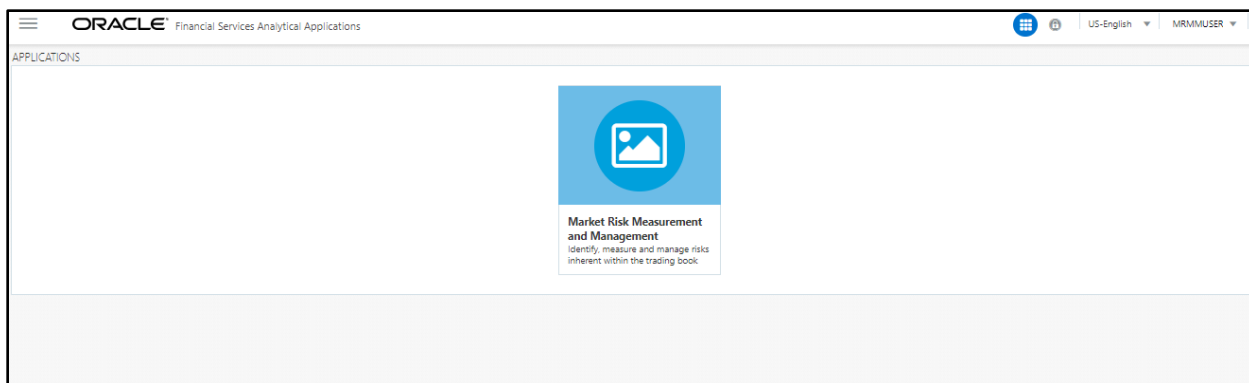 ORACLE® Financial Services Analytical Applications US-English MRMMUSER
APPLICATIONS
Market Risk Measurement
and Management
Identify, measure and manage risks
inherent within the trading book